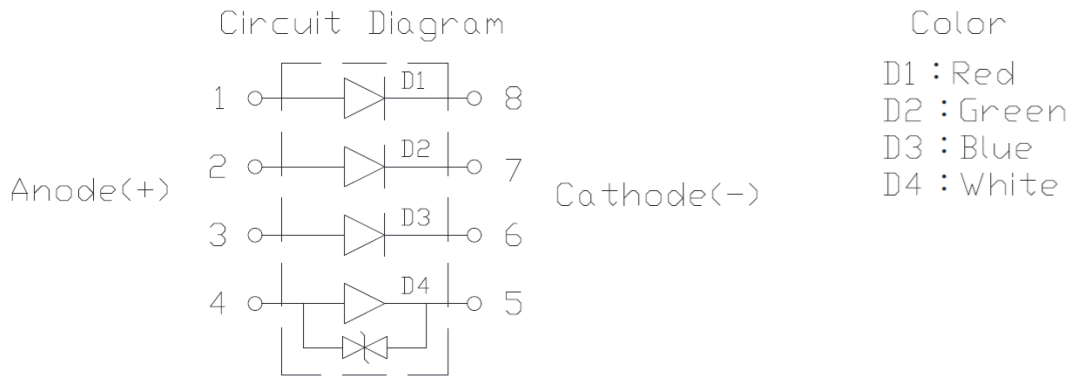 Circuit Diagram
Color
D1
D1 : Red
1
8
D2 : Green
D2
D3 : Blue
2
7
D4 : White
Anode(+)
Cathode(-)
D3
3
6
D4
4
5